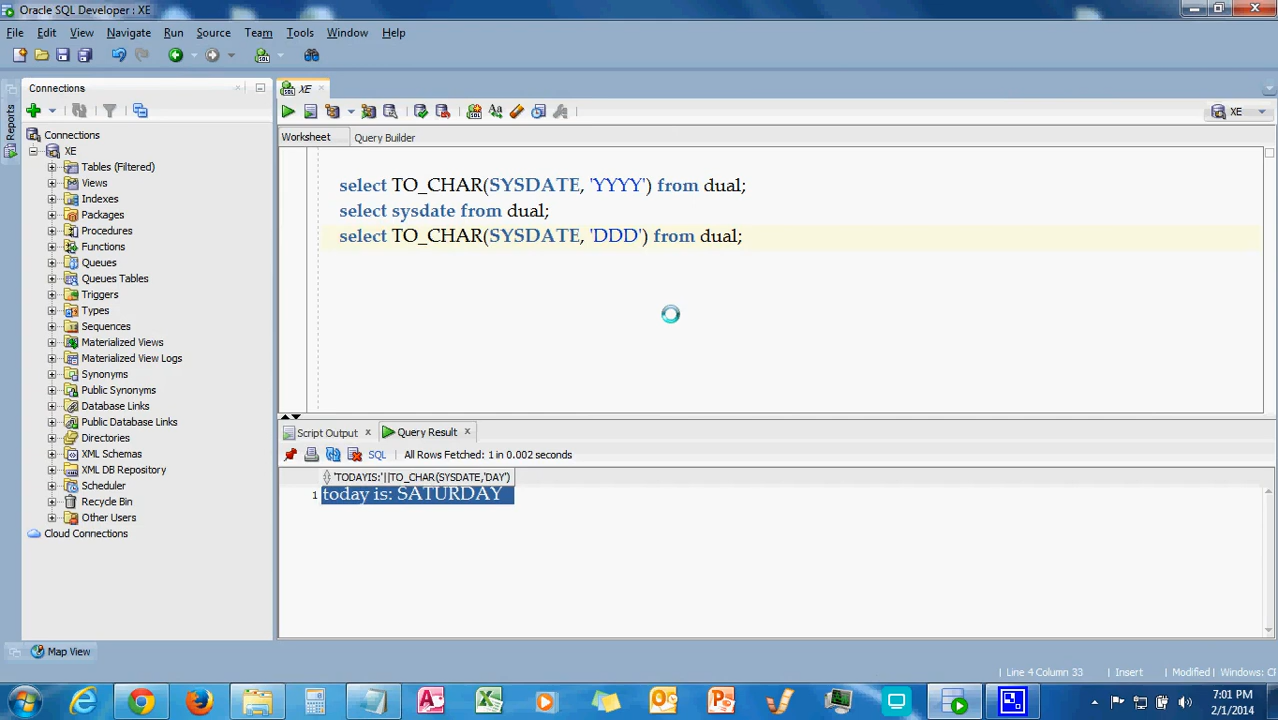 Oracle SQL Developer : XE
File Edit View Navigate Run Source Team Tools Window Help
Connections
XE
Reports
XE
Worksheet Query Builder
Connections
XE
Tables (Filtered)
Views
Indexes
Packages
Procedures
Functions
Queues
Queues Tables
Triggers
Types
Sequences
Materialized Views
Materialized View Logs
Synonyms
Public Synonyms
Database Links
Public Database Links
Directories
XML Schemas
XML DB Repository
Scheduler
Recycle Bin
Other Users
Cloud Connections
select TO_CHAR(SYSDATE, 'YYYY') from dual;
select sysdate from dual;
select TO_CHAR(SYSDATE, 'DDD') from dual;
Script Output Query Result
SQL All Rows Fetched: 1 in 0.002 seconds
'TODAYIS:'||TO_CHAR(SYSDATE,'DAY')
1 today is: SATURDAY
Map View
Line 4 Column 33 Insert Modified Windows:
7:01 PM
2/1/2014